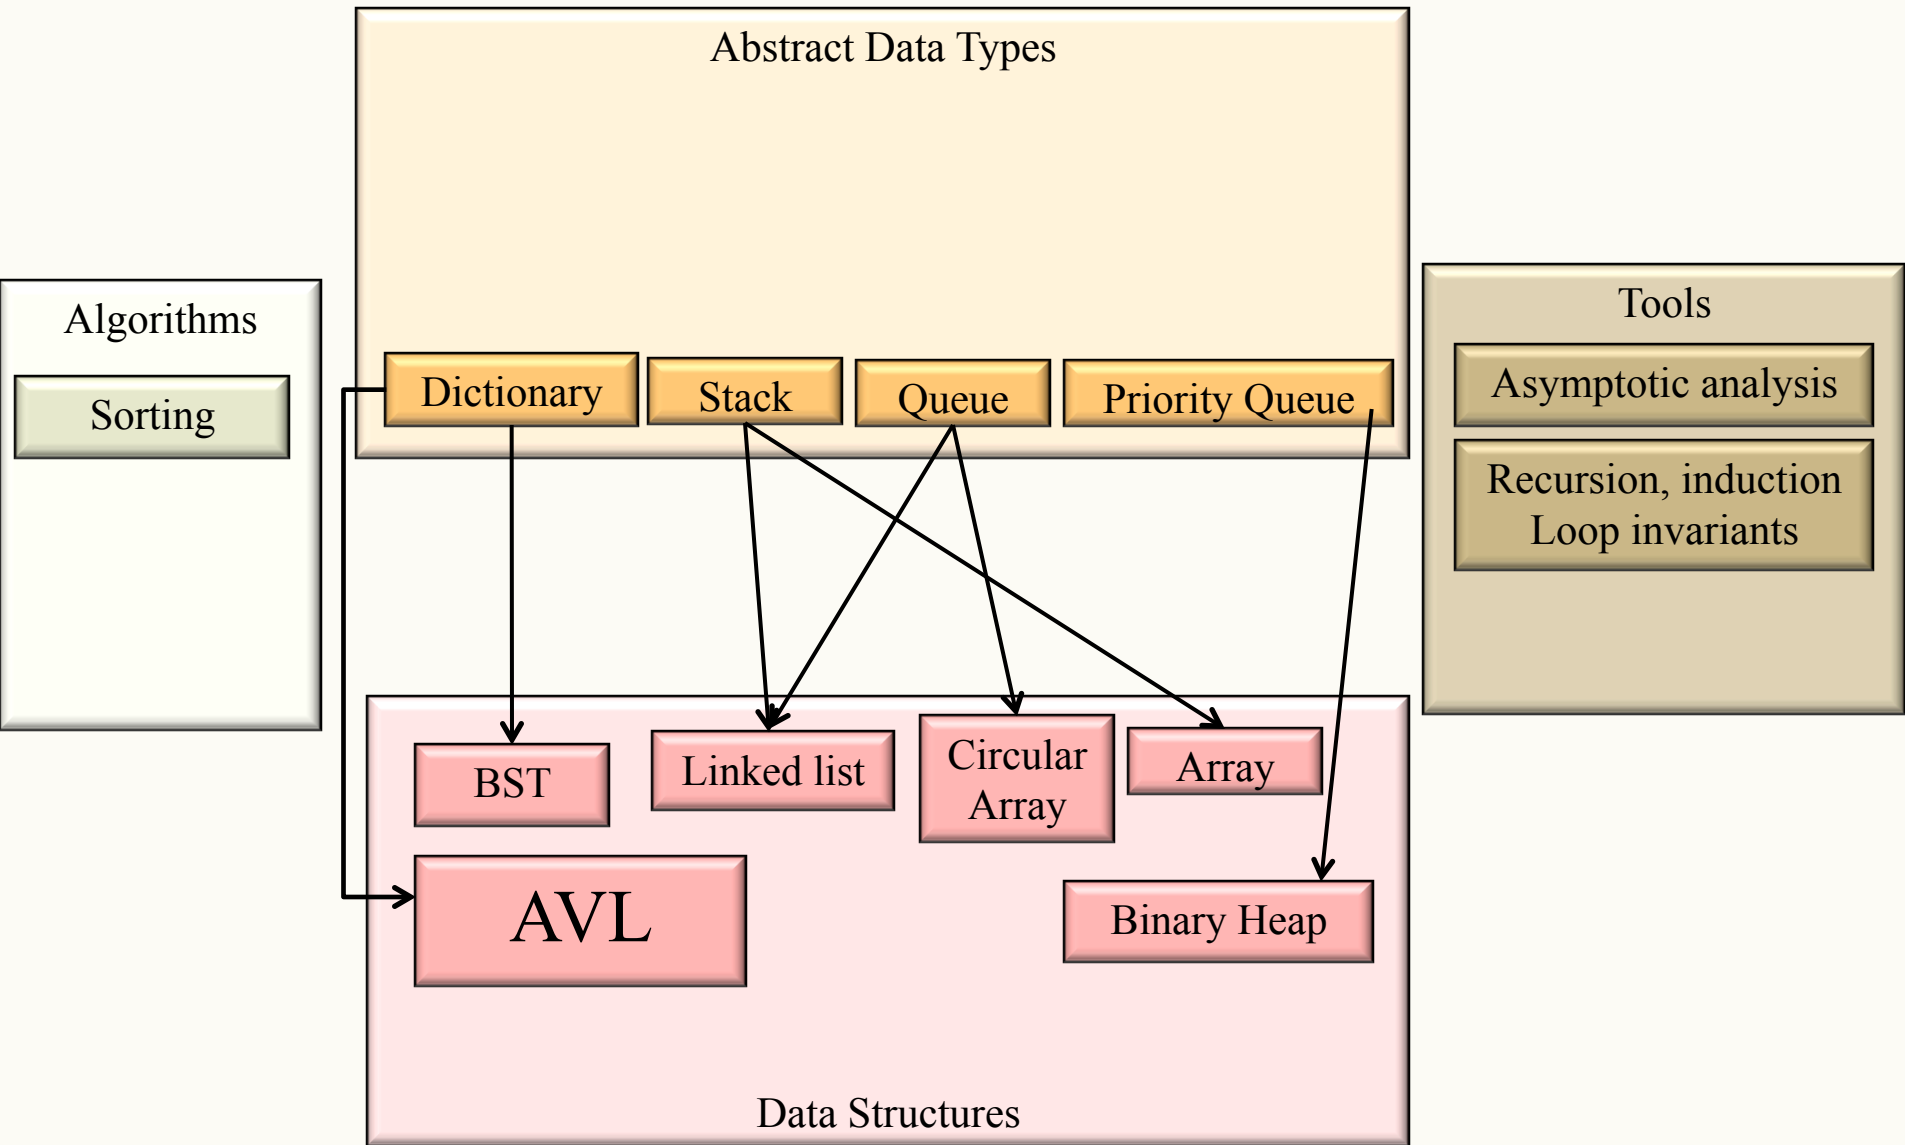 Abstract Data Types
Algorithms
Sorting
Dictionary
Stack
Queue
Priority Queue
Tools
Asymptotic analysis
Recursion, induction
Loop invariants
BST
Linked list
Circular
Array
Array
AVL
Binary Heap
Data Structures